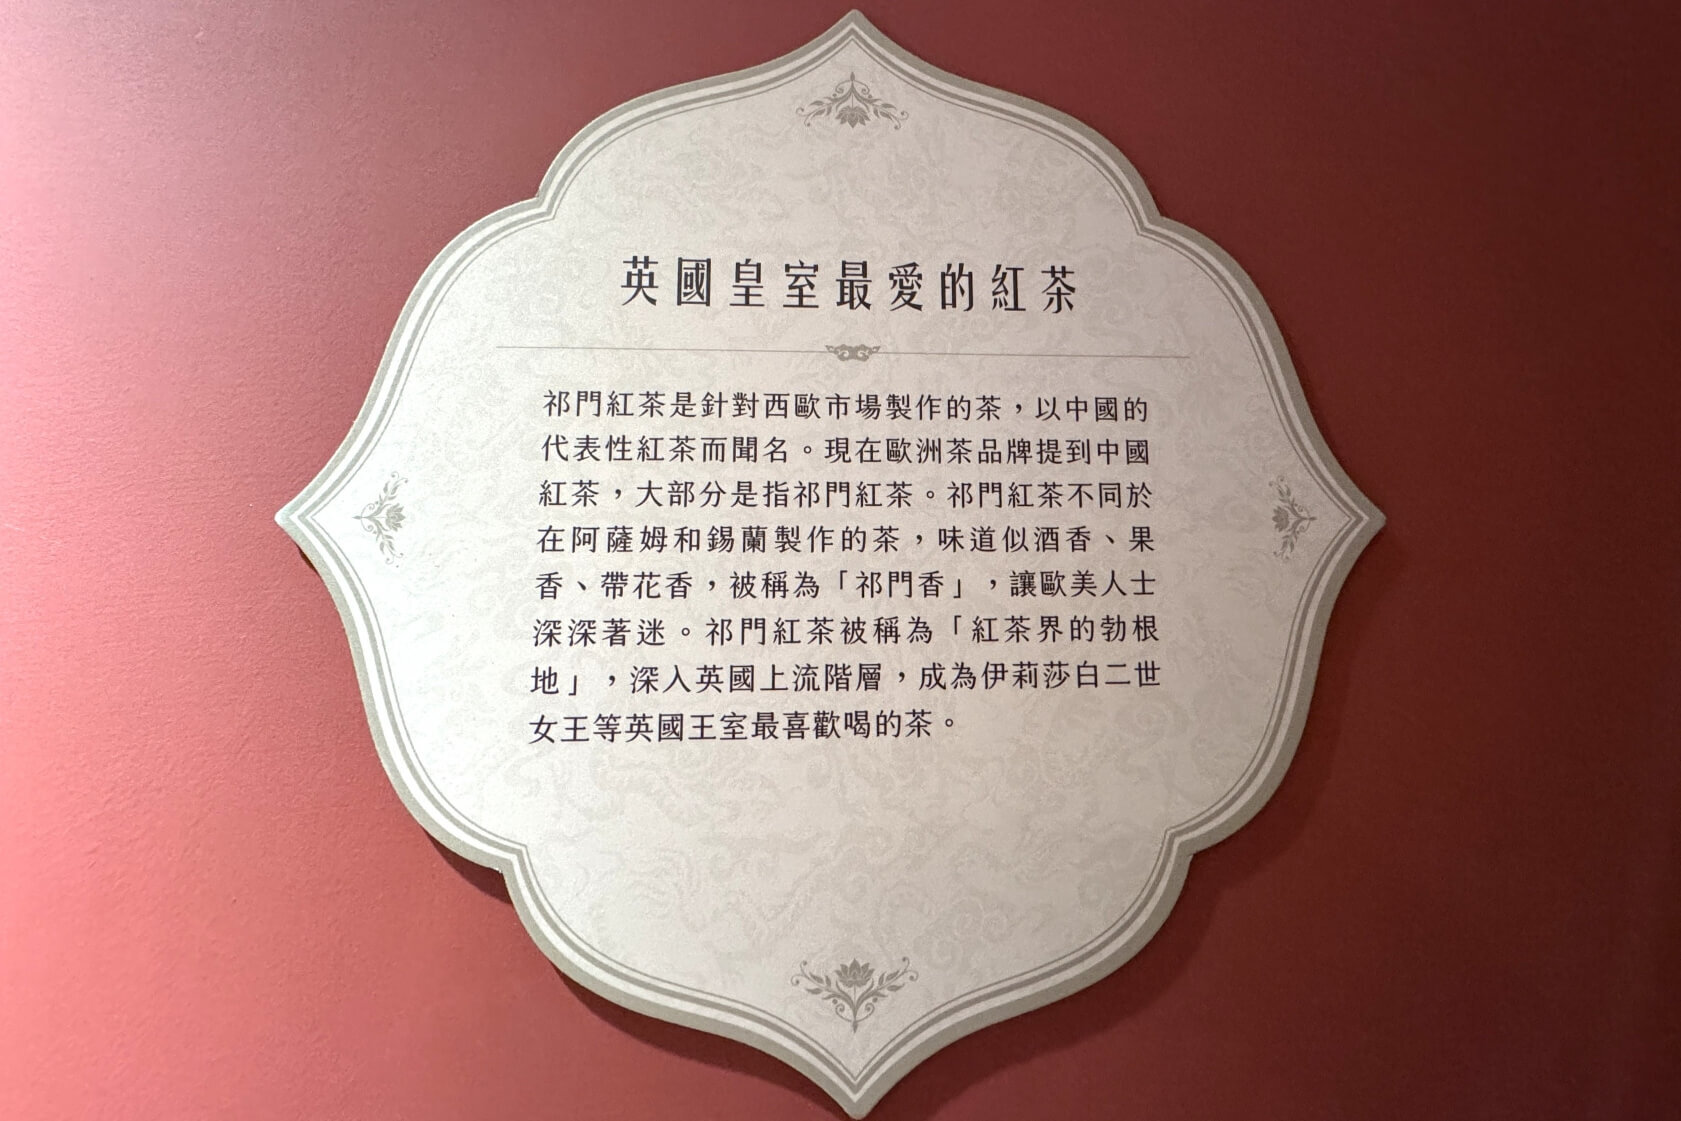 英國皇室最愛的紅茶
祁門紅茶是針對西歐市場製作的茶，以中國的
代表性紅茶而聞名。現在歐洲茶品牌提到中國
紅茶，大部分是指祁門紅茶。祁門紅茶不同於
在阿薩姆和錫蘭製作的茶，味道似酒香、果
香、帶花香，被稱為「祁門香」，讓歐美人士
深深著迷。祁門紅茶被稱為「紅茶界的勃根
地」，深入英國上流階層，成為伊莉莎白二世
女王等英國王室最喜歡喝的茶。